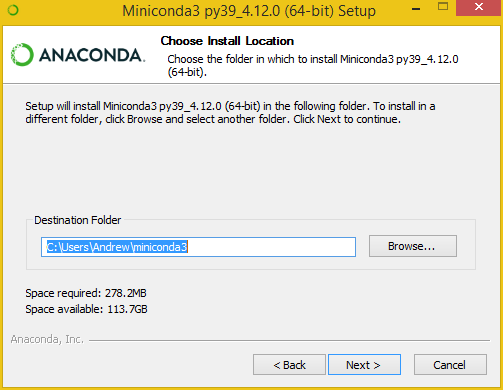 Miniconda3 py39_4.12.0 (64-bit) Setup
ANACONDA.
Choose Install Location
Choose the folder in which to install Miniconda3 py39_4.12.0
(64-bit).
Setup will install Miniconda3 py39_4.12.0 (64-bit) in the following folder. To install in a
different folder, click Browse and select another folder. Click Next to continue.
Destination Folder
C:\Users\Andrew\miniconda3
Browse...
Space required: 278.2MB
Space available: 113.7GB
Anaconda, Inc.
< Back
Next >
Cancel